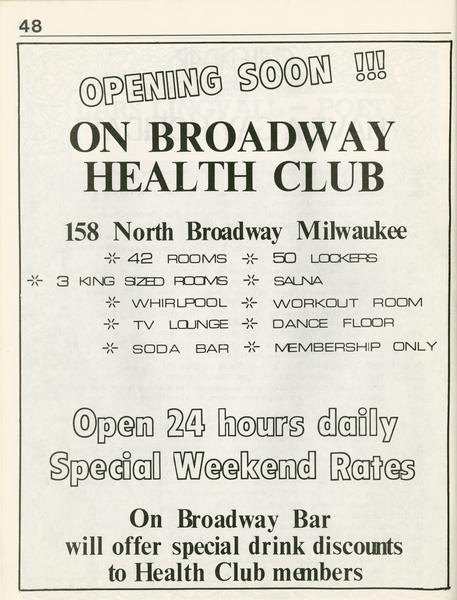 48
OPENING SOON !!!
ON BROADWAY
HEALTH CLUB
158 North Broadway Milwaukee
* 42 ROOMS * 50 LOCKERS
* 3 KING SIZED ROOMS * SAUNA
* WHIRLPOOL * WORKOUT ROOM
* TV LOUNGE * DANCE FLOOR
* SODA BAR * MEMBERSHIP ONLY
Open 24 hours daily
Special Weekend Rates
On Broadway Bar
will offer special drink discounts
to Health Club members